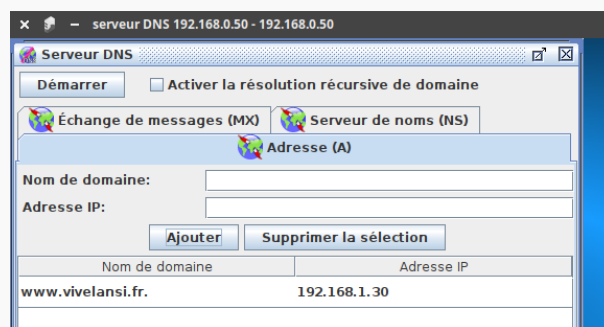 serveur DNS 192.168.0.50 - 192.168.0.50
Serveur DNS
Démarrer Activer la résolution récursive de domaine
Échange de messages (MX) Serveur de noms (NS)
Adresse (A)
Nom de domaine:
Adresse IP:
Ajouter Supprimer la sélection
Nom de domaine Adresse IP
www.vivelansi.fr. 192.168.1.30